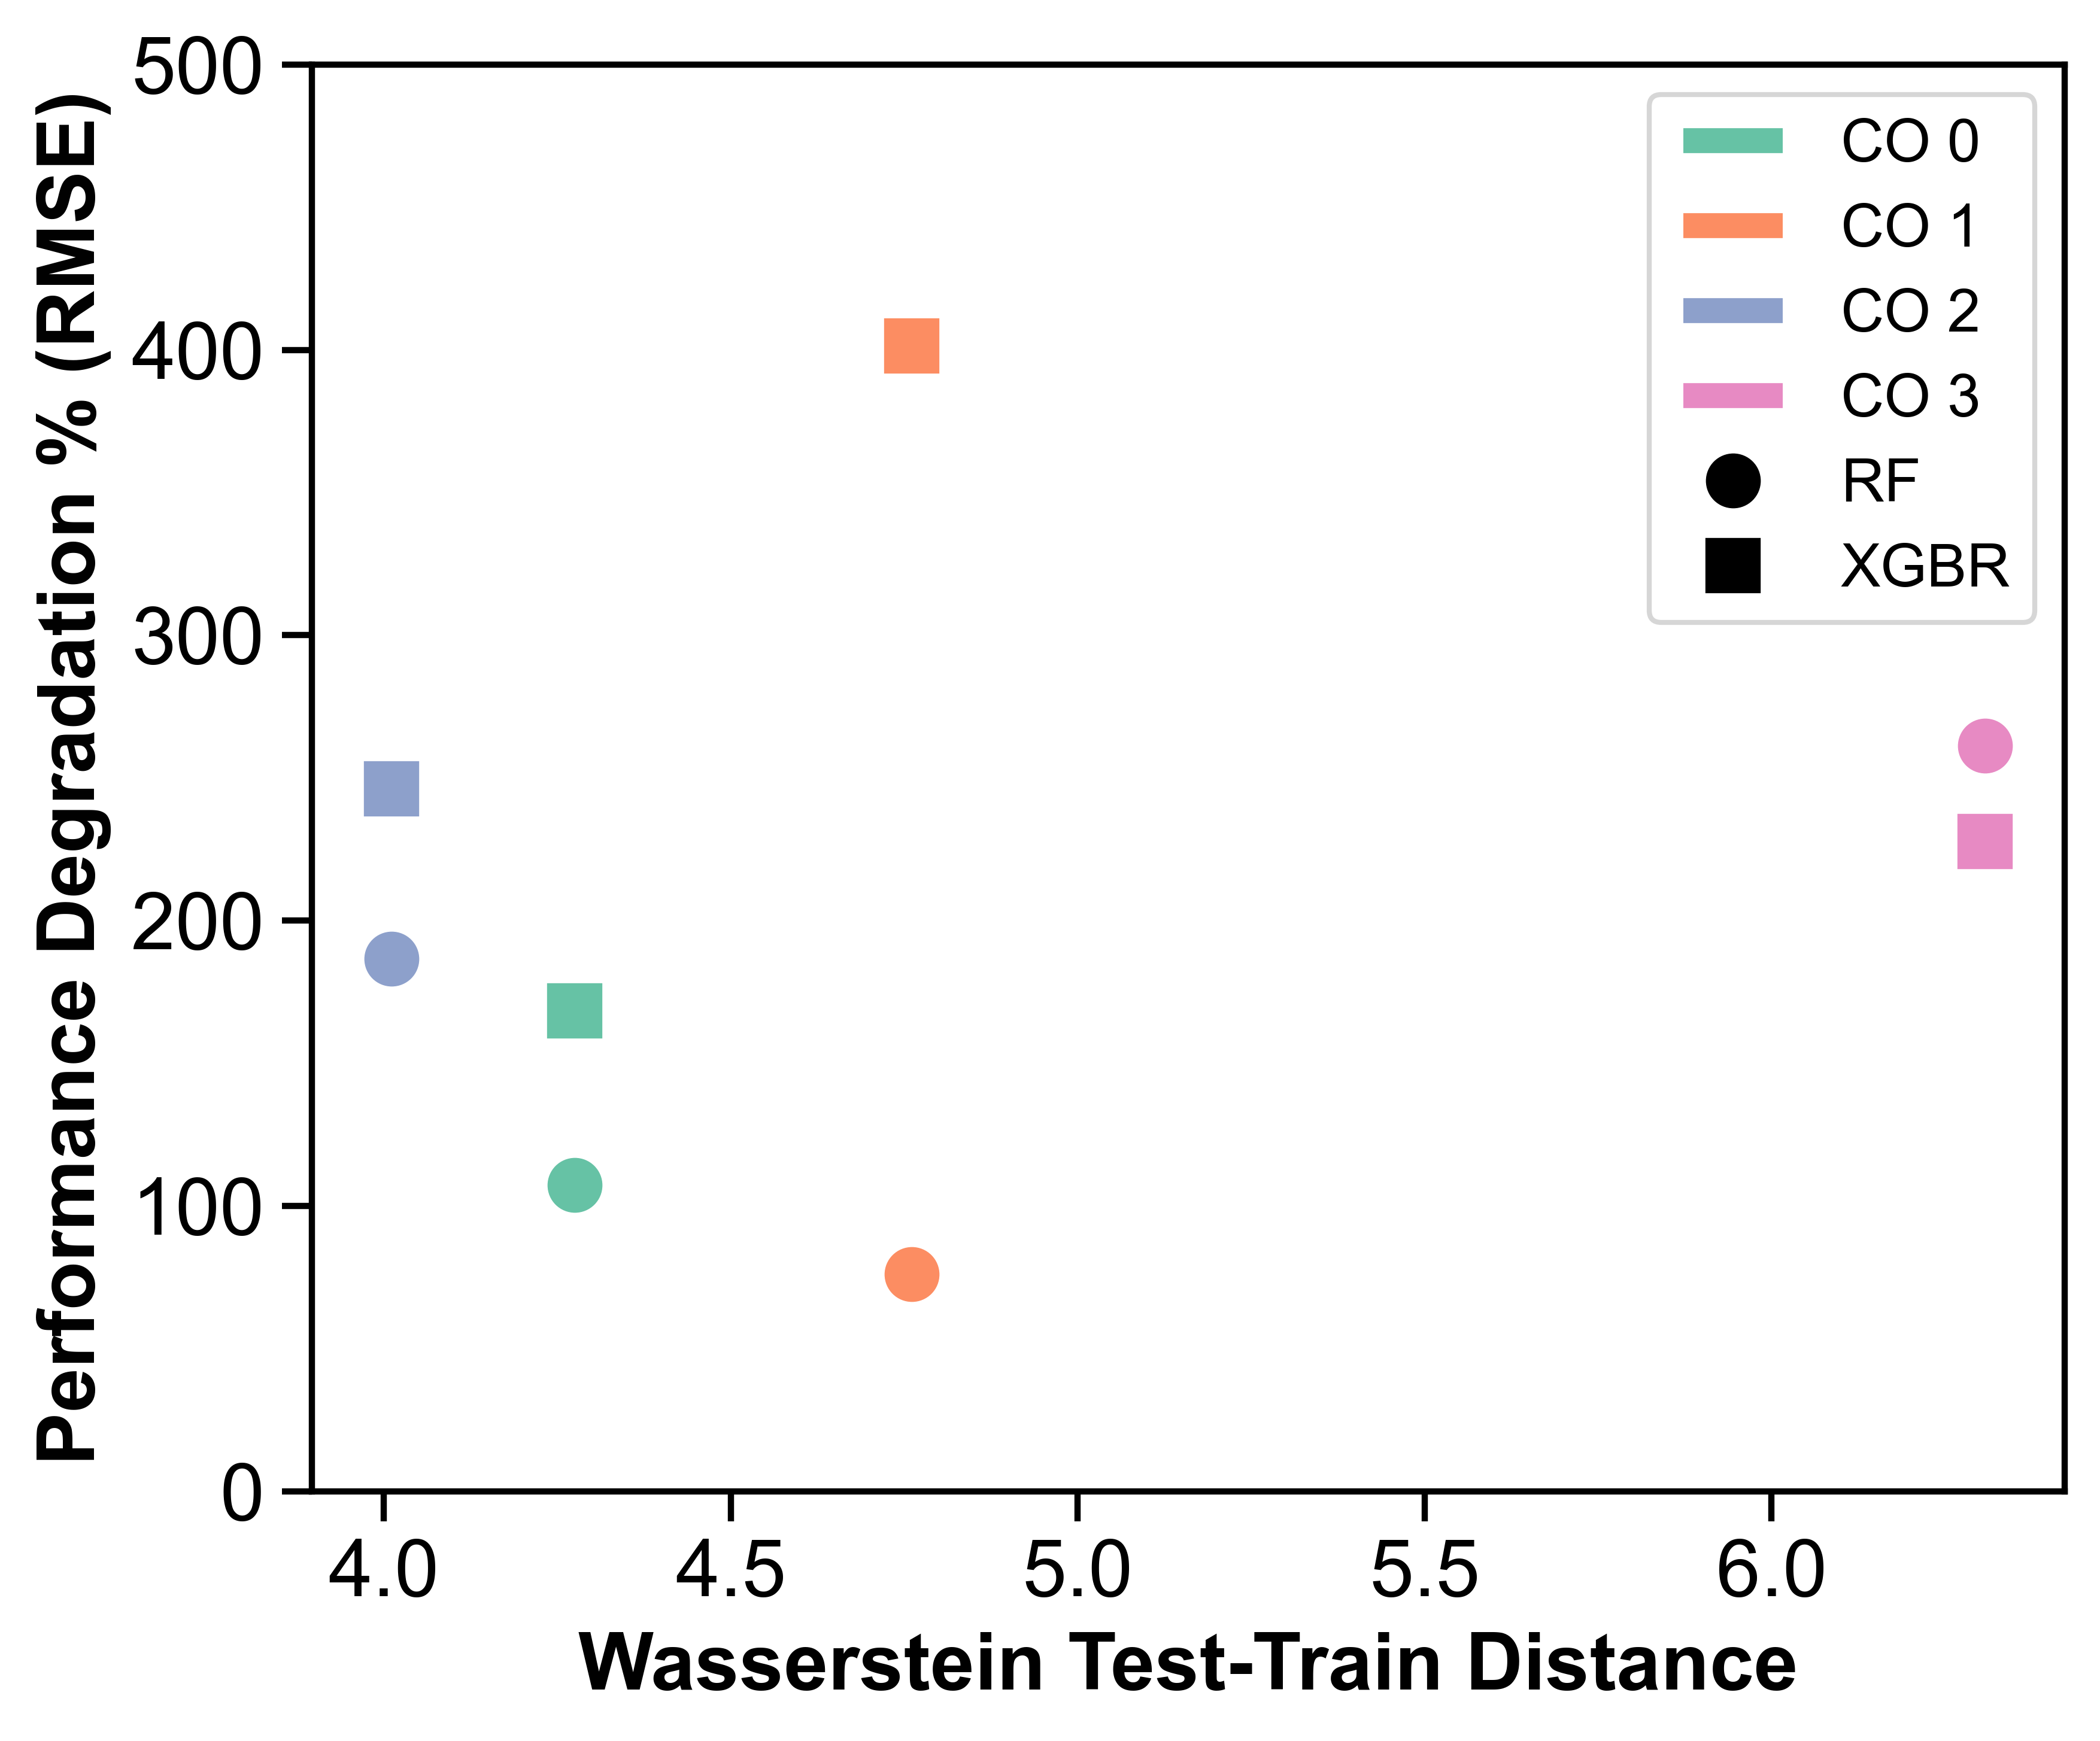 Performance Degradation % (RMSE)
500
400
300
200
100
0
4.0 4.5 5.0 5.5 6.0
Wasserstein Test-Train Distance
CO 0
CO 1
CO 2
CO 3
RF
XGBR